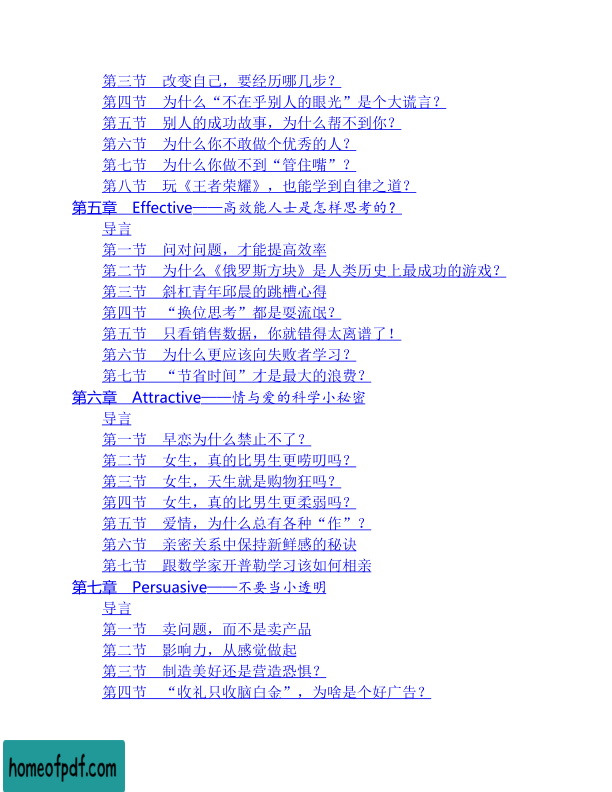 第三节 改变自己，要经历哪几步？
第四节 为什么“不在乎别人的眼光”是个大谎言？
第五节 别人的成功故事，为什么帮不到你？
第六节 为什么你不敢做个优秀的人？
第七节 为什么你做不到“管住嘴”？
第八节 玩《王者荣耀》，也能学到自律之道？
第五章 Effective——高效能人士是怎样思考的？
导言
第一节 问对问题，才能提高效率
第二节 为什么《俄罗斯方块》是人类历史上最成功的游戏？
第三节 斜杠青年邱晨的跳槽心得
第四节 “换位思考”都是耍流氓？
第五节 只看销售数据，你就错得太离谱了！
第六节 为什么更应该向失败者学习？
第七节 “节省时间”才是最大的浪费？
第六章 Attractive——情与爱的科学小秘密
导言
第一节 早恋为什么禁止不了？
第二节 女生，真的比男生更唠叨吗？
第三节 女生，天生就是购物狂吗？
第四节 女生，真的比男生更柔弱吗？
第五节 爱情，为什么总有各种“作”？
第六节 亲密关系中保持新鲜感的秘诀
第七节 跟数学家开普勒学习该如何相亲
第七章 Persuasive——不要当小透明
导言
第一节 卖问题，而不是卖产品
第二节 影响力，从感觉做起
第三节 制造美好还是营造恐惧？
第四节 “收礼只收脑白金”，为啥是个好广告？
homeofpdf.com